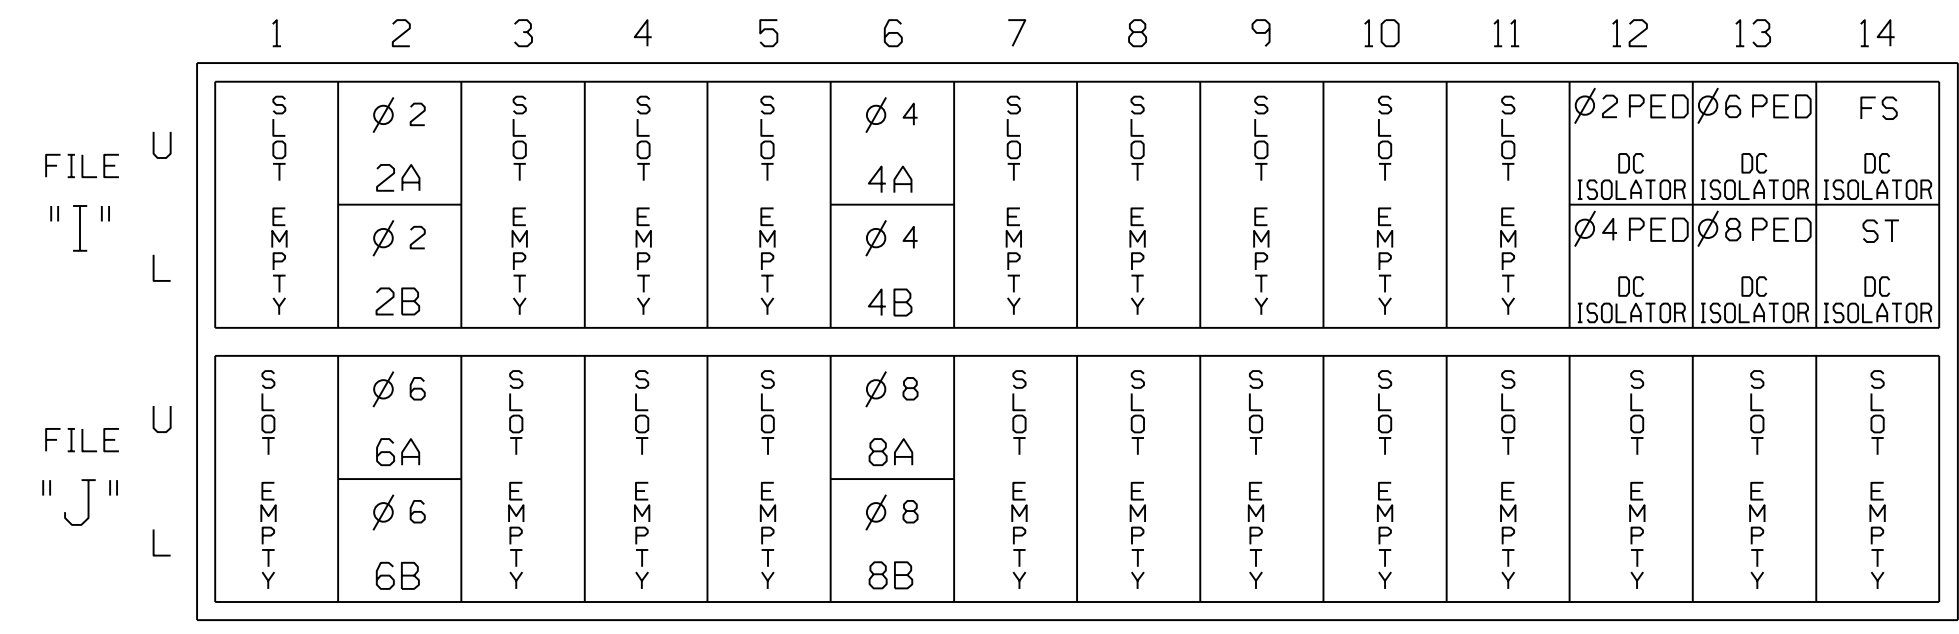 1 2 3 4 5 6 7 8 9 10 11 12 13 14
FILE "I"
U
L
SLOT EMPTY
Ø 2
2A
Ø 2
2B
SLOT EMPTY
SLOT EMPTY
SLOT EMPTY
Ø 4
4A
Ø 4
4B
SLOT EMPTY
SLOT EMPTY
SLOT EMPTY
SLOT EMPTY
SLOT EMPTY
Ø2 PED
DC
ISOLATOR
Ø4 PED
DC
ISOLATOR
Ø6 PED
DC
ISOLATOR
Ø8 PED
DC
ISOLATOR
FS
DC
ISOLATOR
ST
DC
ISOLATOR
FILE "J"
U
L
SLOT EMPTY
Ø 6
6A
Ø 6
6B
SLOT EMPTY
SLOT EMPTY
SLOT EMPTY
Ø 8
8A
Ø 8
8B
SLOT EMPTY
SLOT EMPTY
SLOT EMPTY
SLOT EMPTY
SLOT EMPTY
SLOT EMPTY
SLOT EMPTY
SLOT EMPTY